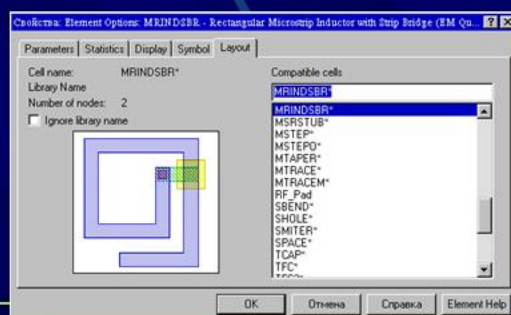 Свойства: Element Options: MRINDSBR - Rectangular Microstrip Inductor with Strip Bridge (EM Qu...
Parameters Statistics Display Symbol Layout
Cell name: MRINDSBR*
Library Name
Number of nodes: 2
Ignore library name
Compatible cells
MRINDSBR*
MRINDSBR*
MSRSTUB*
MSTEP*
MSTEPO*
MTAPER*
MTRACE*
MTRACEM*
RF_Pad
SBEND*
SHOLE*
SMITER*
SPACE*
TCAP*
TFC*
OK Отмена Справка Element Help